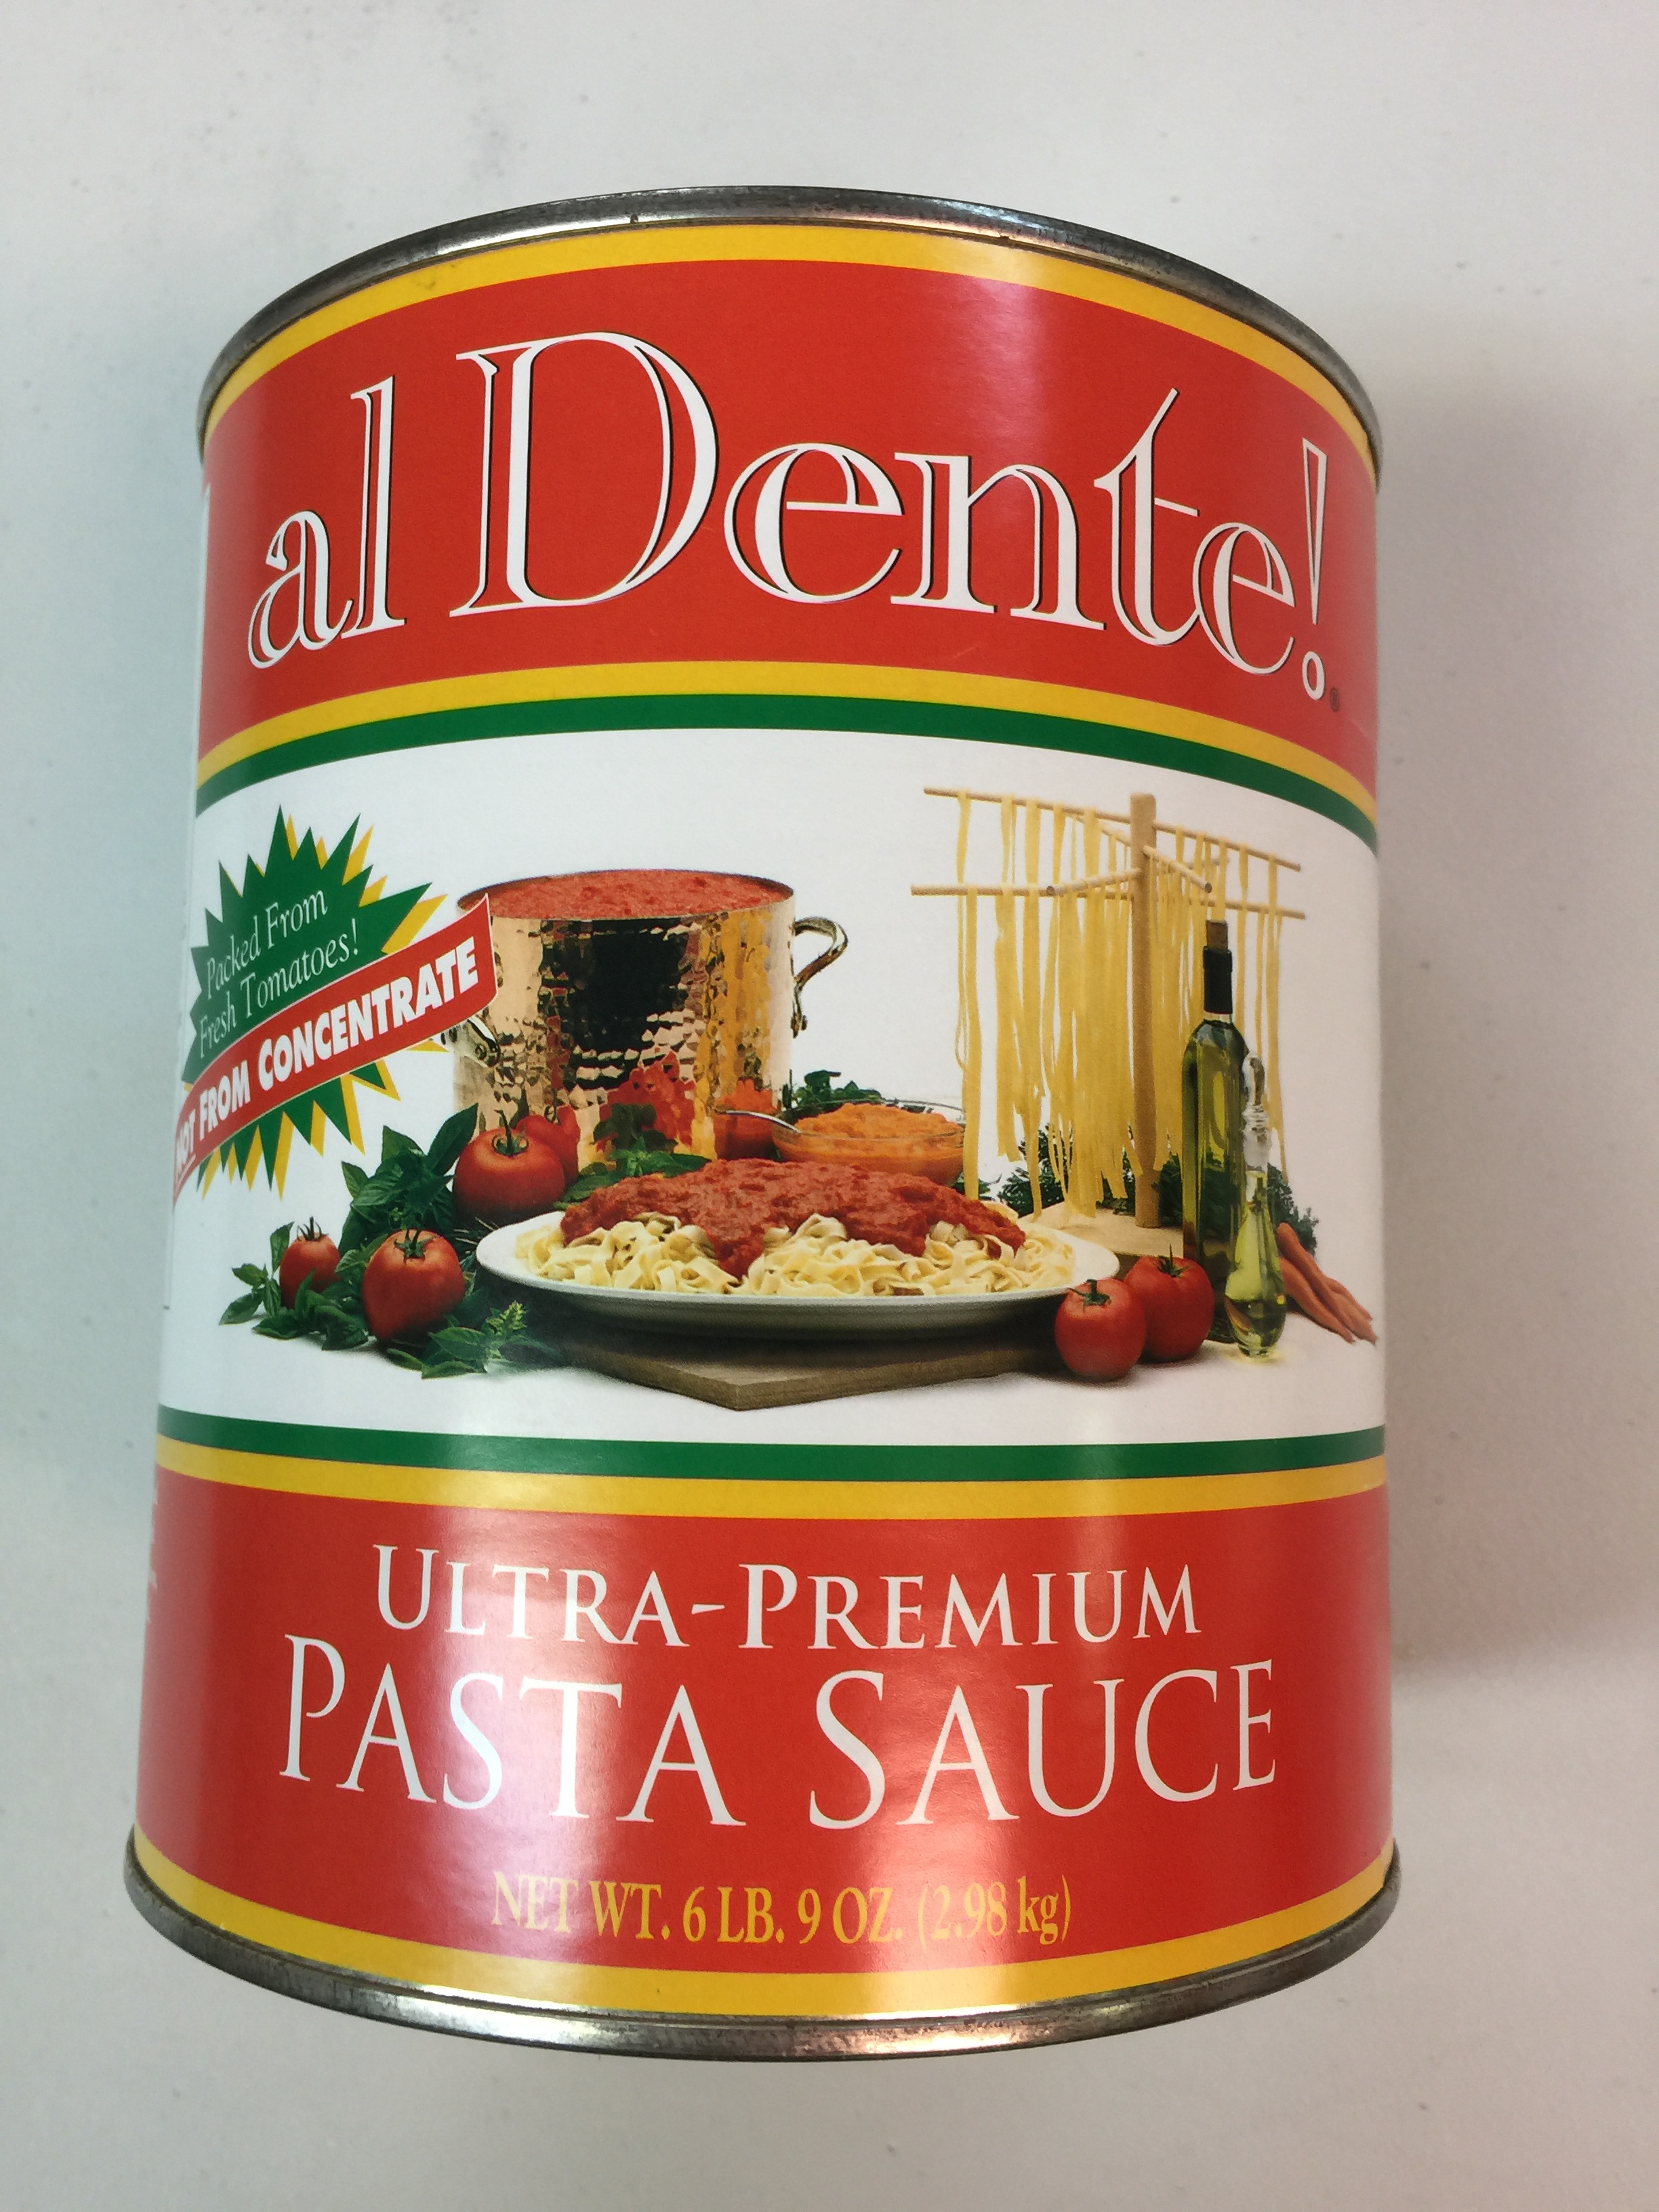 al Dente!®
Packed From
Fresh Tomatoes!
NOT FROM CONCENTRATE
ULTRA-PREMIUM
PASTA SAUCE
NET WT. 6 LB. 9 OZ. (2.98 kg)